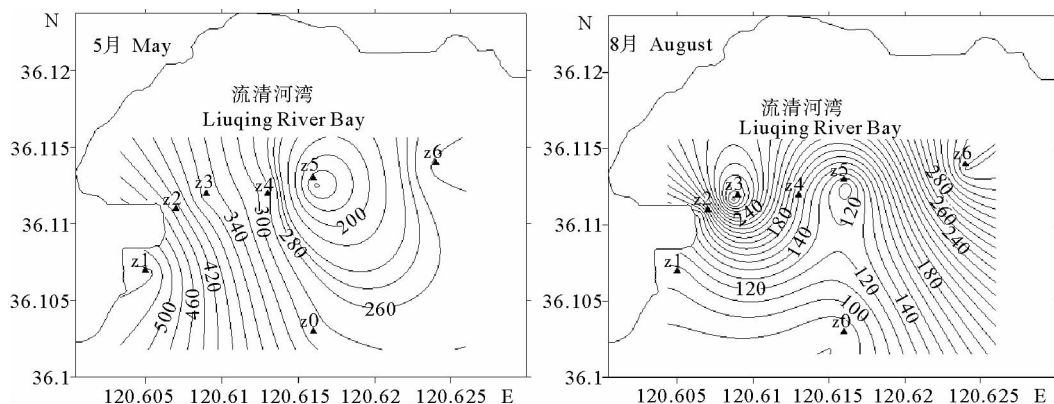 N
5月 May
36.12
流清河湾
Liuqing River Bay
36.115
z6
z5
z3
z4
z2
200
36.11
300
340
280
z1
420
260
36.105
460
500
z0
36.1
120.605 120.61 120.615 120.62 120.625 E
N
8月 August
36.12
流清河湾
Liuqing River Bay
36.115
z6
z5
280
z3
z4
z2
240
260
180
120
36.11
240
140
z1
180
120
120
36.105
140
100
z0
36.1
120.605 120.61 120.615 120.62 120.625 E